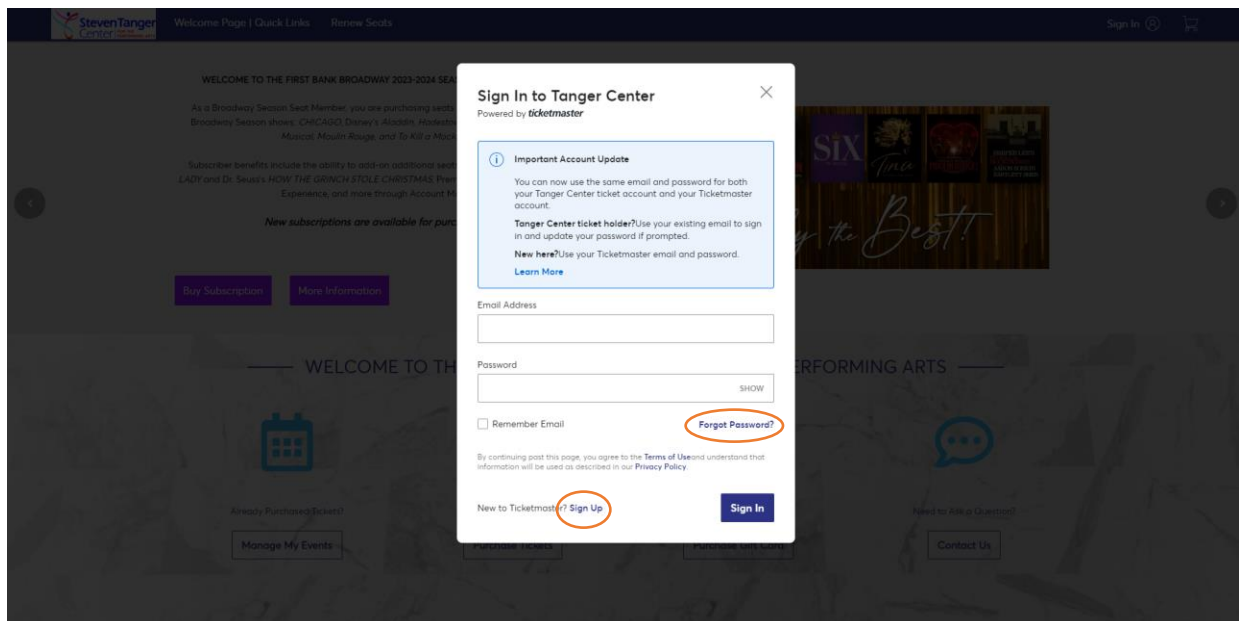 StevenTanger
Center FOR THE PERFORMING ARTS
Welcome Page | Quick Links Renew Seats
Sign In
WELCOME TO THE FIRST BANK BROADWAY 2023-2024 SEA
As a Broadway Season Seat Member, you are purchasing seats
Broadway Season shows: CHICAGO, Disney's Aladdin, Hadestow
Musical, Moulin Rouge, and To Kill a Mock
Subscriber benefits include the ability to add-on additional seat
LADY and Dr. Seuss's HOW THE GRINCH STOLE CHRISTMAS, Prem
Experience, and more through Account M
New subscriptions are available for purc
Buy Subscription More Information
SIX
Tina
the Best!
Sign In to Tanger Center
Powered by ticketmaster
Important Account Update
You can now use the same email and password for both
your Tanger Center ticket account and your Ticketmaster
account.
Tanger Center ticket holder?Use your existing email to sign
in and update your password if prompted.
New here?Use your Ticketmaster email and password.
Learn More
Email Address
Password
SHOW
Remember Email Forgot Password?
By continuing past this page, you agree to the Terms of Useand understand that
information will be used as described in our Privacy Policy.
New to Ticketmaster? Sign Up Sign In
WELCOME TO TH ERFORMING ARTS
Already Purchased Tickets? Need to Ask a Question?
Manage My Events Purchase Tickets Purchase Gift Card Contact Us